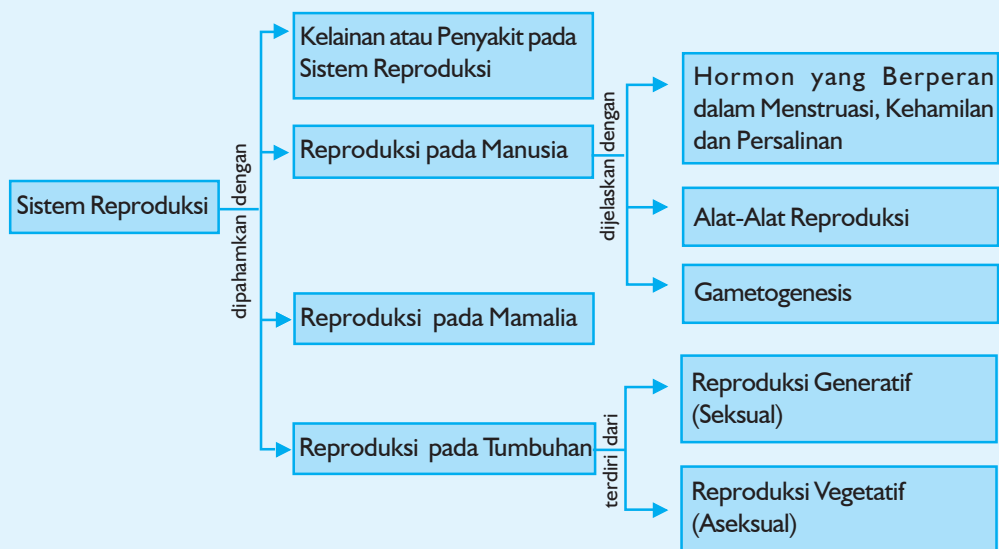 Sistem Reproduksi
dipahamkan dengan
Kelainan atau Penyakit pada
Sistem Reproduksi
Reproduksi pada Manusia
dijelaskan dengan
Hormon yang Berperan
dalam Menstruasi, Kehamilan
dan Persalinan
Alat-Alat Reproduksi
Gametogenesis
Reproduksi pada Mamalia
Reproduksi pada Tumbuhan
terdiri dari
Reproduksi Generatif
(Seksual)
Reproduksi Vegetatif
(Aseksual)